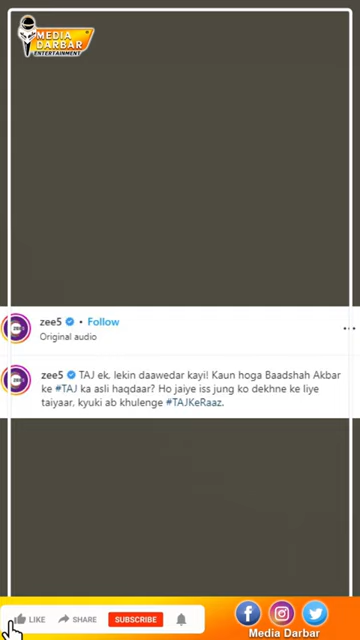 MEDIA
DARBAR
ENTERTAINMENT
zee5 • Follow
Original audio
zee5 TAJ ek, lekin daawedar kayi! Kaun hoga Baadshah Akbar
ke #TAJ ka asli haqdaar? Ho jaiye iss jung ko dekhne ke liye
taiyaar, kyuki ab khulenge #TAJKeRaaz.
LIKE SHARE SUBSCRIBE
Media Darbar